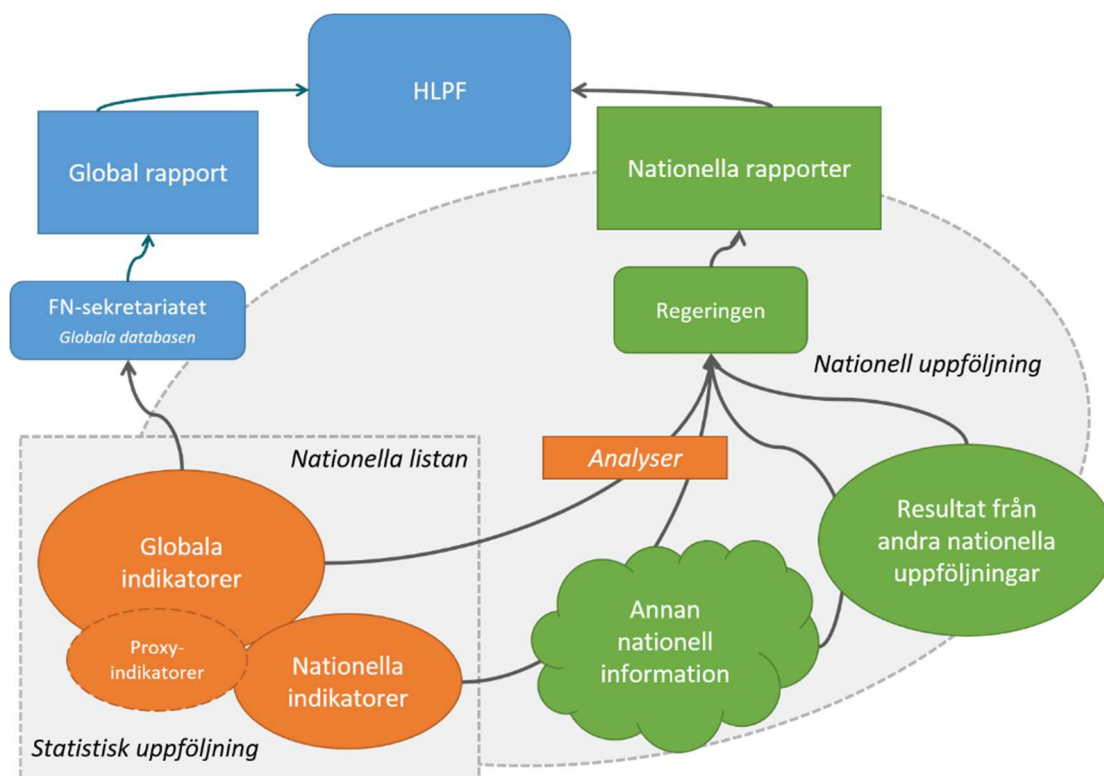 HLPF
Global rapport
Nationella rapporter
FN-sekretariatet
Globala databasen
Regeringen
Nationell uppföljning
Nationella listan
Analyser
Globala
indikatorer
Resultat från
andra nationella
uppföljningar
Proxy-
indikatorer
Nationella
indikatorer
Annan
nationell
information
Statistisk uppföljning